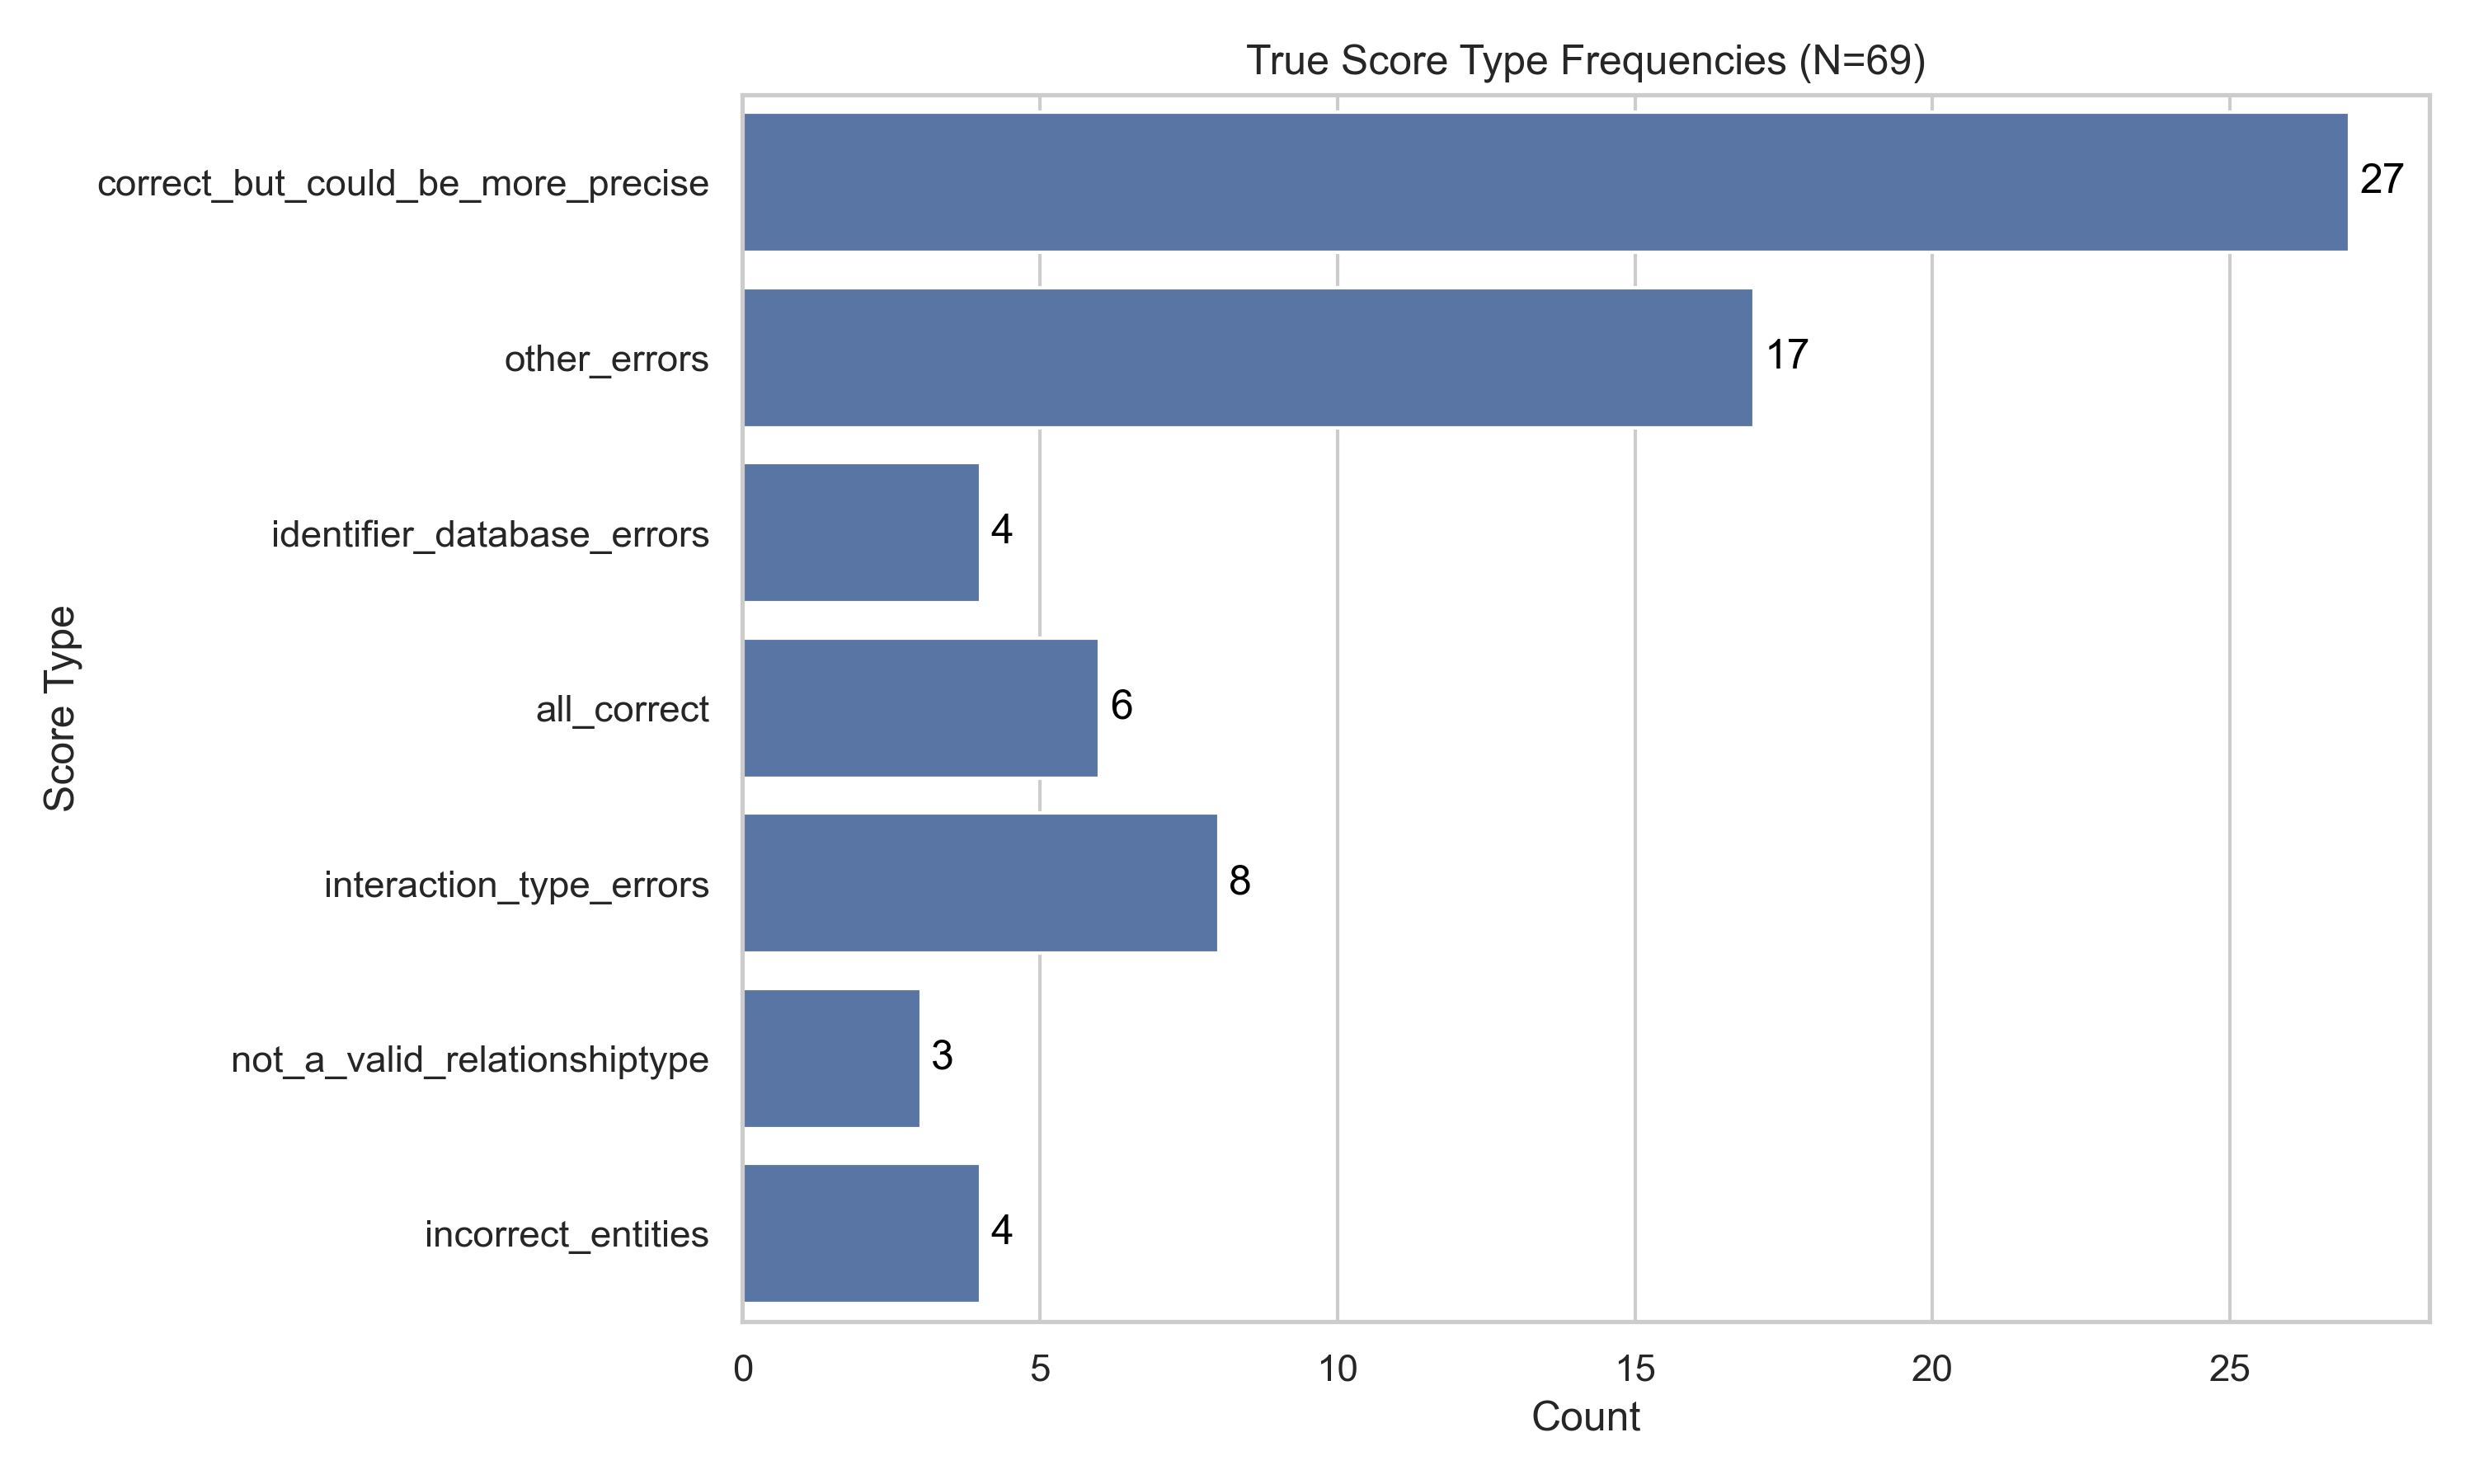 True Score Type Frequencies (N=69)
correct_but_could_be_more_precise
27
other_errors
17
identifier_database_errors
4
all_correct
6
interaction_type_errors
8
not_a_valid_relationshiptype
3
incorrect_entities
4
Score Type
0
5
10
15
20
25
Count